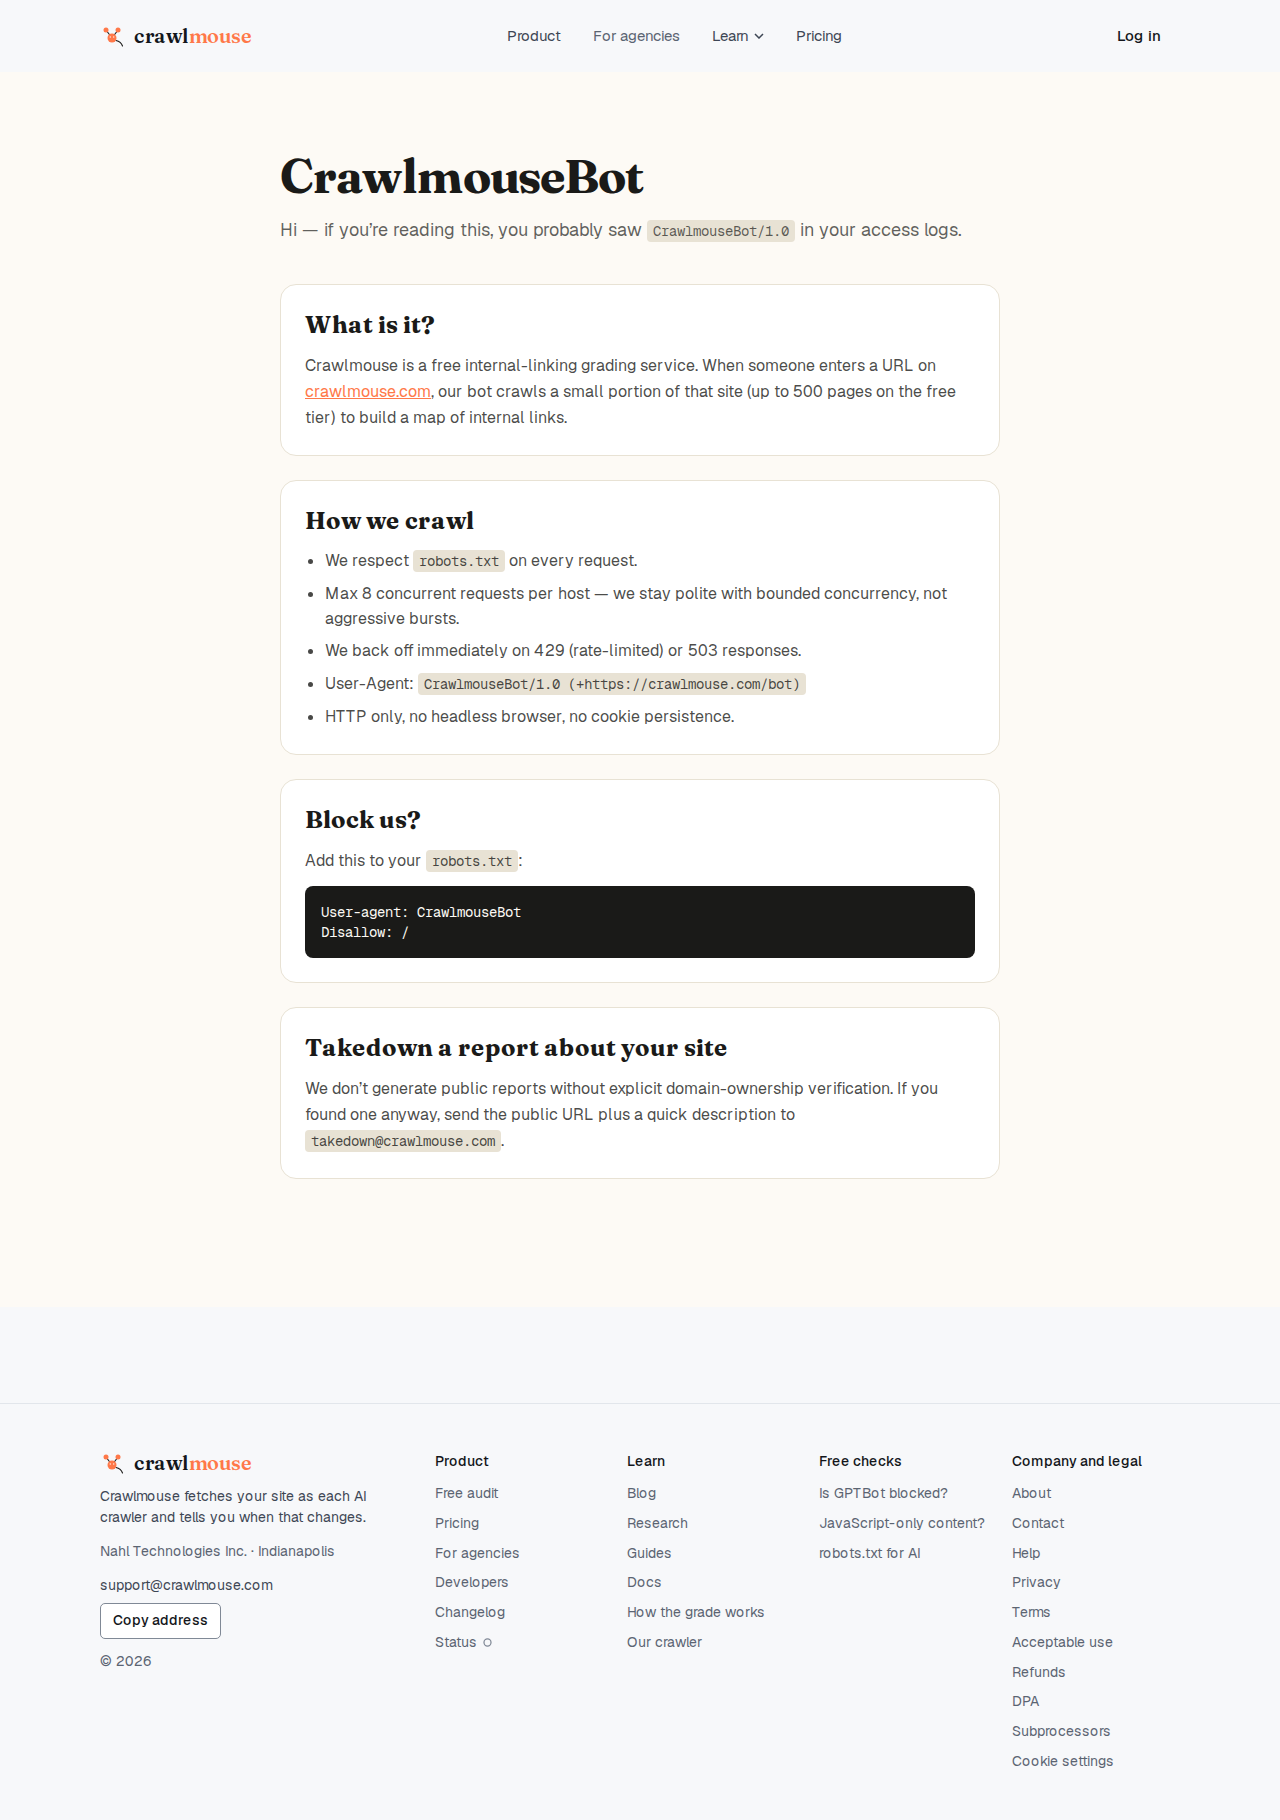 crawlmouse
Product
For agencies
Learn
Pricing
Log in
CrawlmouseBot
Hi — if you’re reading this, you probably saw CrawlmouseBot/1.0 in your access logs.
What is it?
Crawlmouse is a free internal-linking grading service. When someone enters a URL on
crawlmouse.com, our bot crawls a small portion of that site (up to 500 pages on the free
tier) to build a map of internal links.
How we crawl
• We respect robots.txt on every request.
• Max 8 concurrent requests per host — we stay polite with bounded concurrency, not
aggressive bursts.
• We back off immediately on 429 (rate-limited) or 503 responses.
• User-Agent: CrawlmouseBot/1.0 (+https://crawlmouse.com/bot)
• HTTP only, no headless browser, no cookie persistence.
Block us?
Add this to your robots.txt:
User-agent: CrawlmouseBot
Disallow: /
Takedown a report about your site
We don’t generate public reports without explicit domain-ownership verification. If you
found one anyway, send the public URL plus a quick description to
takedown@crawlmouse.com.
crawlmouse
Crawlmouse fetches your site as each AI
crawler and tells you when that changes.
Nahl Technologies Inc. · Indianapolis
support@crawlmouse.com
Copy address
© 2026
Product
Free audit
Pricing
For agencies
Developers
Changelog
Status
Learn
Blog
Research
Guides
Docs
How the grade works
Our crawler
Free checks
Is GPTBot blocked?
JavaScript-only content?
robots.txt for AI
Company and legal
About
Contact
Help
Privacy
Terms
Acceptable use
Refunds
DPA
Subprocessors
Cookie settings